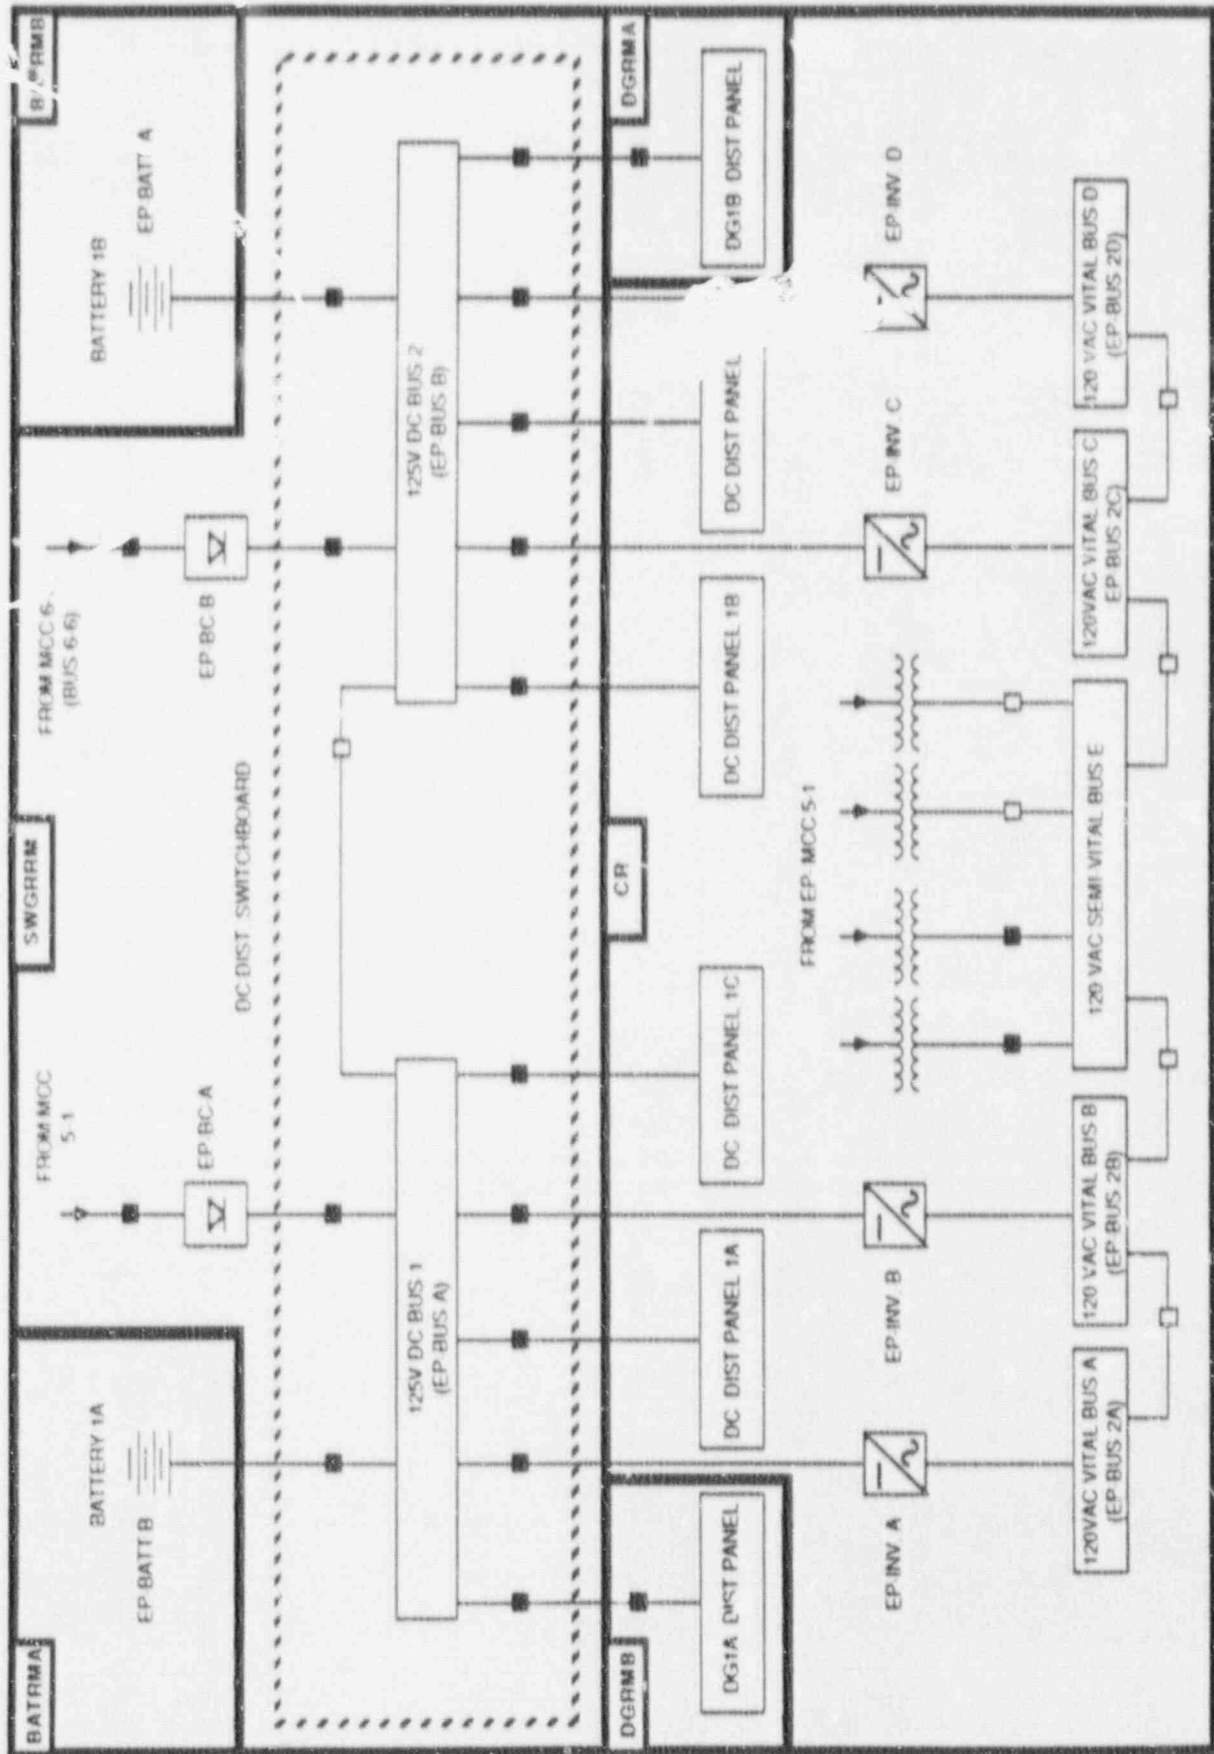 BATRMA
BATTERY 1A
EP BATT B
FROM MCC
5-1
EP BC-A
SWGRRM
DC DIST SWITCHBOARD
FROM MCC 6-
(BUS 6-6)
EP BC-B
BATTERY 1B
EP BATT A
125V DC BUS 1
(EP BUS A)
125V DC BUS 2
(EP BUS B)
DGRMB
CR
DGRMA
DG1A DIST PANEL
DC DIST PANEL 1A
DC DIST PANEL 1C
DC DIST PANEL 1B
DC DIST PANEL
DG1B DIST PANEL
FROM EP MCC 5-1
EP-INV. A
EP-INV. B
EP-INV. C
EP-INV. D
120VAC VITAL BUS A
(EP BUS 2A)
120 VAC VITAL BUS B
(EP BUS 2B)
120 VAC SEMI-VITAL BUS E
120VAC VITAL BUS C
EP BUS 2C)
120 VAC VITAL BUS D
(EP BUS 2D)